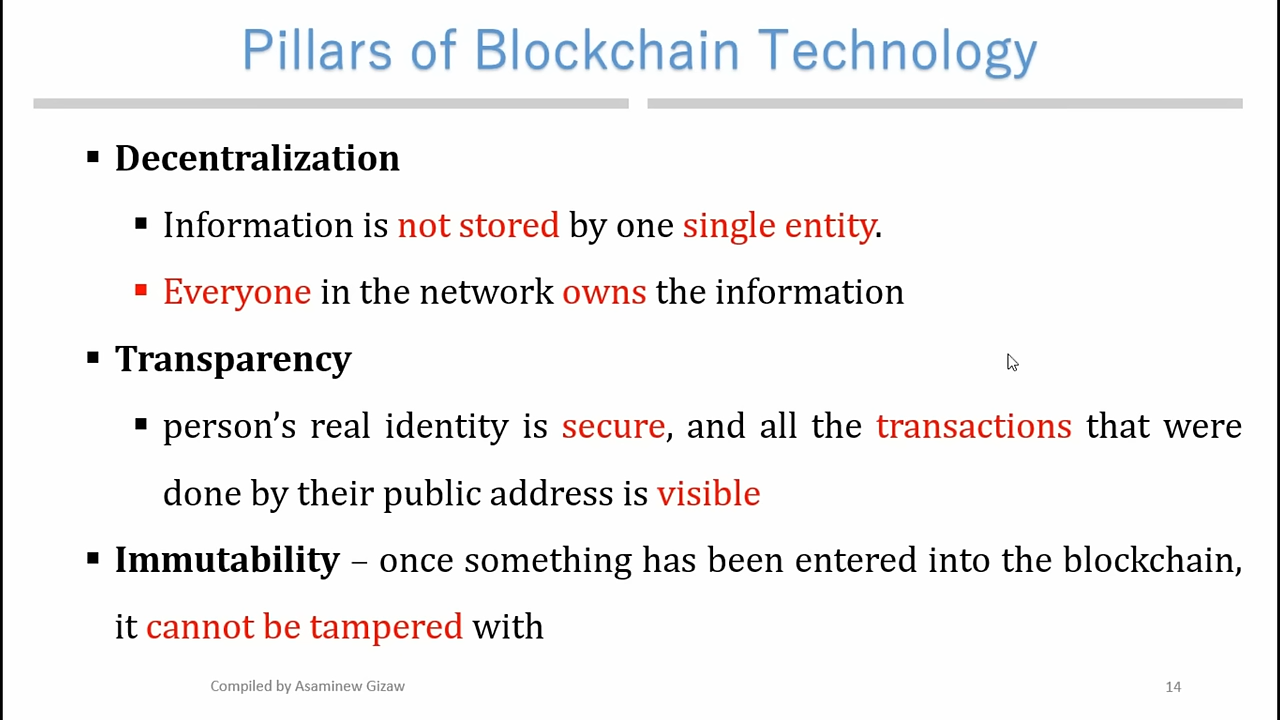 Pillars of Blockchain Technology
▪ Decentralization
▪ Information is not stored by one single entity.
▪ Everyone in the network owns the information
▪ Transparency
▪ person’s real identity is secure, and all the transactions that were
done by their public address is visible
▪ Immutability – once something has been entered into the blockchain,
it cannot be tampered with
Compiled by Asaminew Gizaw
14